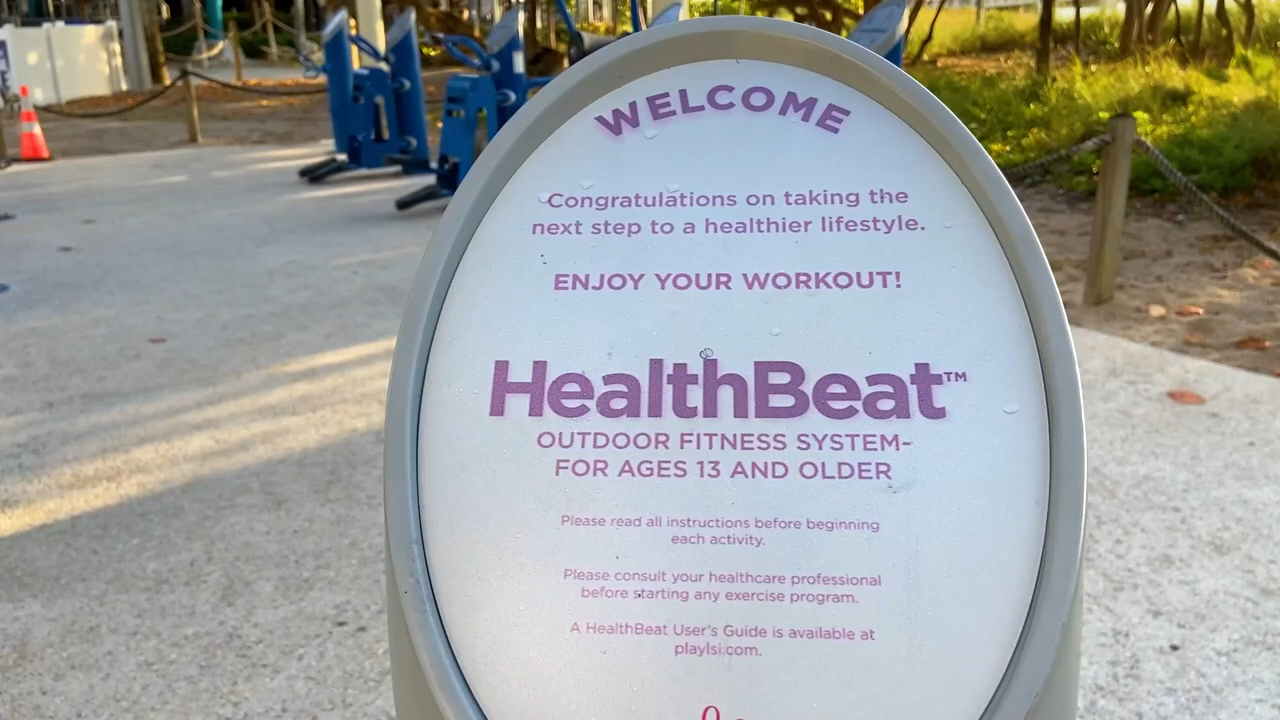 WELCOME
Congratulations on taking the
next step to a healthier lifestyle.
ENJOY YOUR WORKOUT!
HealthBeat™
OUTDOOR FITNESS SYSTEM-
FOR AGES 13 AND OLDER
Please read all instructions before beginning
each activity.
Please consult your healthcare professional
before starting any exercise program.
A HealthBeat User's Guide is available at
playlsi.com.